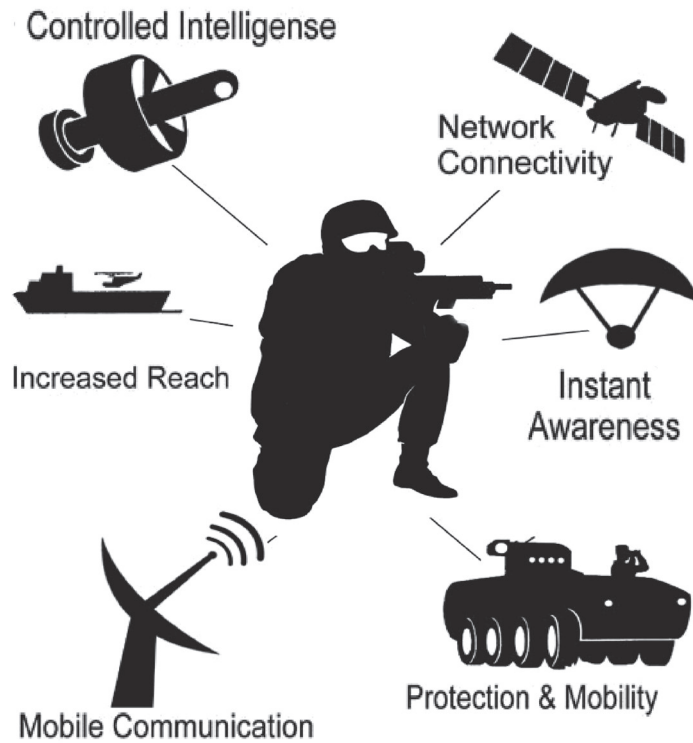 Controlled Intelligense
Network
Connectivity
Increased Reach
Instant
Awareness
Mobile Communication
Protection & Mobility